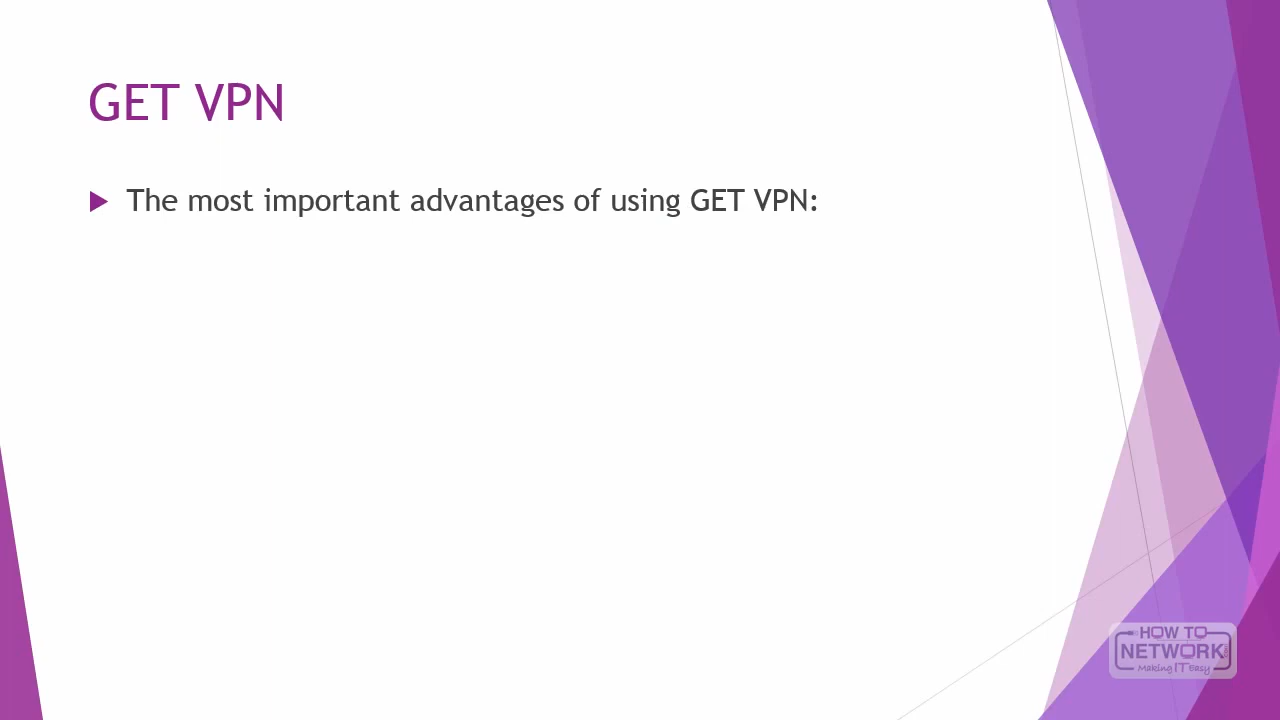 GET VPN
The most important advantages of using GET VPN:
HOW TO
NETWORK
Making IT Easy